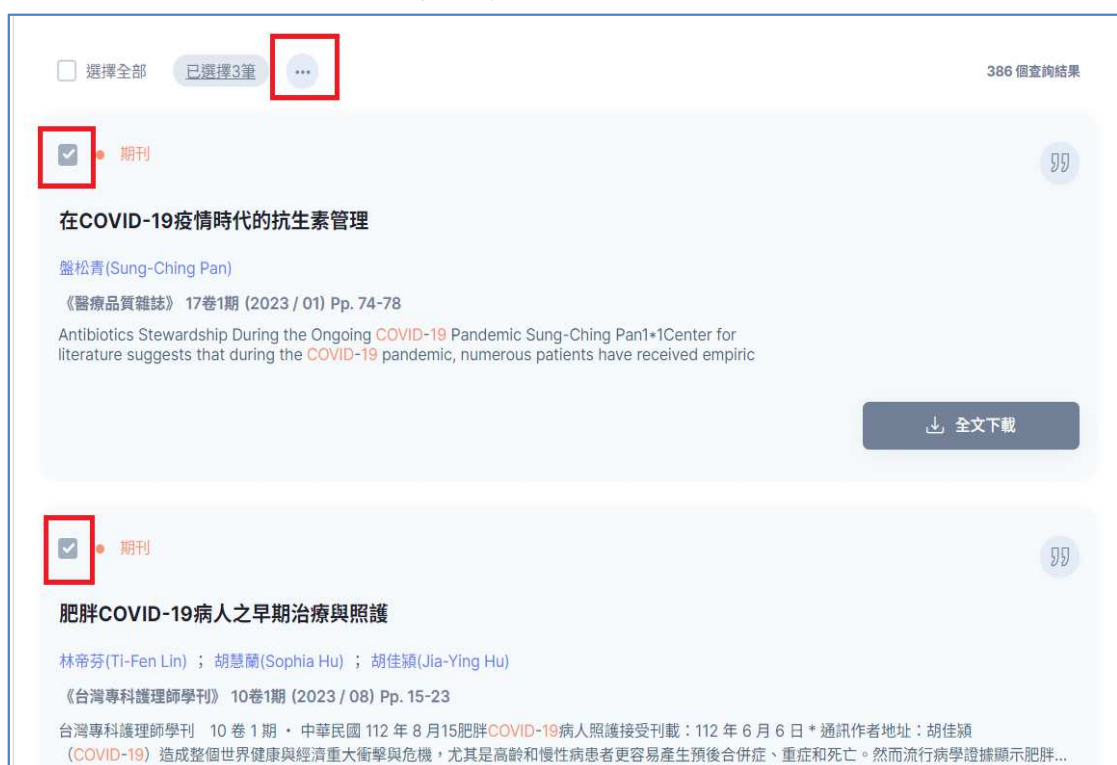 選擇全部 已選擇3筆 ... 386 個查詢結果
期刊
在COVID-19疫情時代的抗生素管理
盤松青(Sung-Ching Pan)
《醫療品質雜誌》 17卷1期 (2023 / 01) Pp. 74-78
Antibiotics Stewardship During the Ongoing COVID-19 Pandemic Sung-Ching Pan1*1Center for
literature suggests that during the COVID-19 pandemic, numerous patients have received empiric
全文下載
期刊
肥胖COVID-19病人之早期治療與照護
林帝芬(Ti-Fen Lin) ; 胡慧蘭(Sophia Hu) ; 胡佳潁(Jia-Ying Hu)
《台灣專科護理師學刊》 10卷1期 (2023 / 08) Pp. 15-23
台灣專科護理師學刊 10 卷 1 期 • 中華民國 112 年 8 月15肥胖COVID-19病人照護接受刊載:112 年 6 月 6 日 * 通訊作者地址:胡佳潁
(COVID-19)造成整個世界健康與經濟重大衝擊與危機,尤其是高齡和慢性病患者更容易產生預後合併症、重症和死亡。然而流行病學證據顯示肥胖...